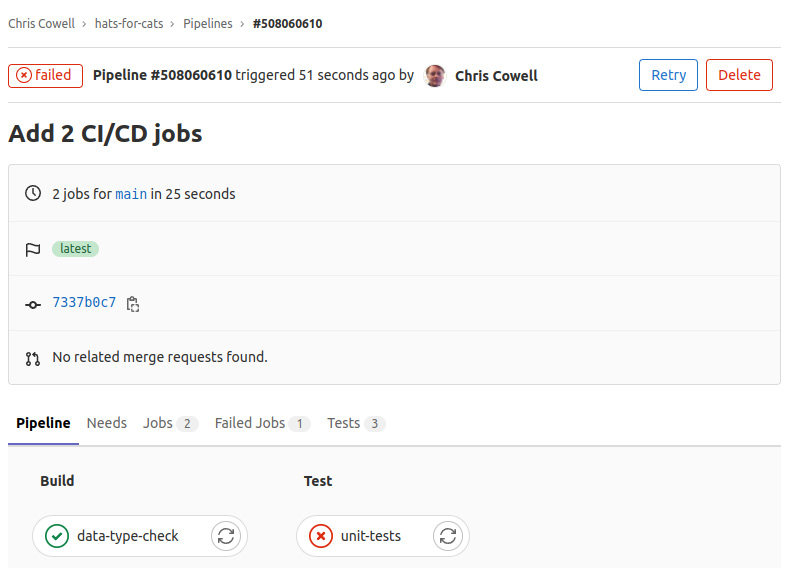 Chris Cowell › hats-for-cats › Pipelines › #508060610
failed Pipeline #508060610 triggered 51 seconds ago by Chris Cowell Retry Delete
Add 2 CI/CD jobs
2 jobs for main in 25 seconds
latest
7337b0c7
No related merge requests found.
Pipeline Needs Jobs 2 Failed Jobs 1 Tests 3
Build Test
data-type-check unit-tests